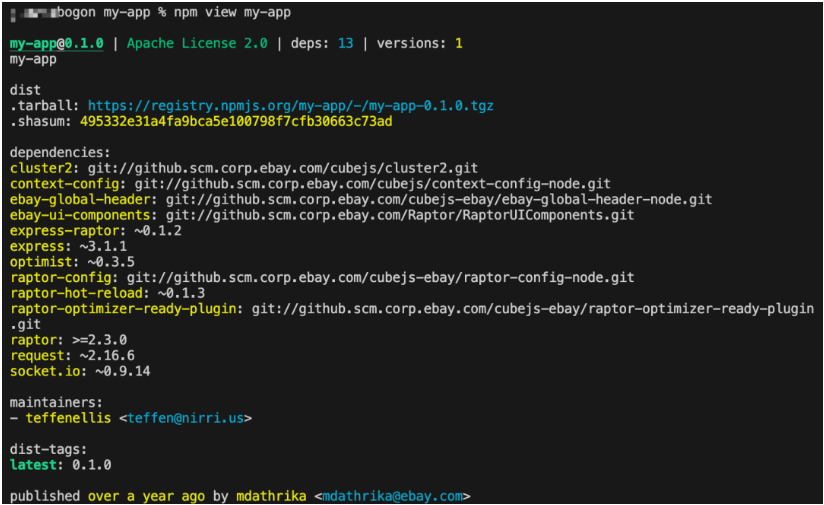 bogon my-app % npm view my-app
my-app@0.1.0 | Apache License 2.0 | deps: 13 | versions: 1
my-app
dist
.tarball: https://registry.npmjs.org/my-app/-/my-app-0.1.0.tgz
.shasum: 495332e31a4fa9bca5e100798f7cfb30663c73ad
dependencies:
cluster2: git://github.scm.corp.ebay.com/cubejs/cluster2.git
context-config: git://github.scm.corp.ebay.com/cubejs/context-config-node.git
ebay-global-header: git://github.scm.corp.ebay.com/cubejs-ebay/ebay-global-header-node.git
ebay-ui-components: git://github.scm.corp.ebay.com/Raptor/RaptorUIComponents.git
express-raptor: ~0.1.2
express: ~3.1.1
optimist: ~0.3.5
raptor-config: git://github.scm.corp.ebay.com/cubejs-ebay/raptor-config-node.git
raptor-hot-reload: ~0.1.3
raptor-optimizer-ready-plugin: git://github.scm.corp.ebay.com/cubejs-ebay/raptor-optimizer-ready-plugin
.git
raptor: >=2.3.0
request: ~2.16.6
socket.io: ~0.9.14
maintainers:
- teffenellis <teffen@nirri.us>
dist-tags:
latest: 0.1.0
published over a year ago by mdathrika <mdathrika@ebay.com>